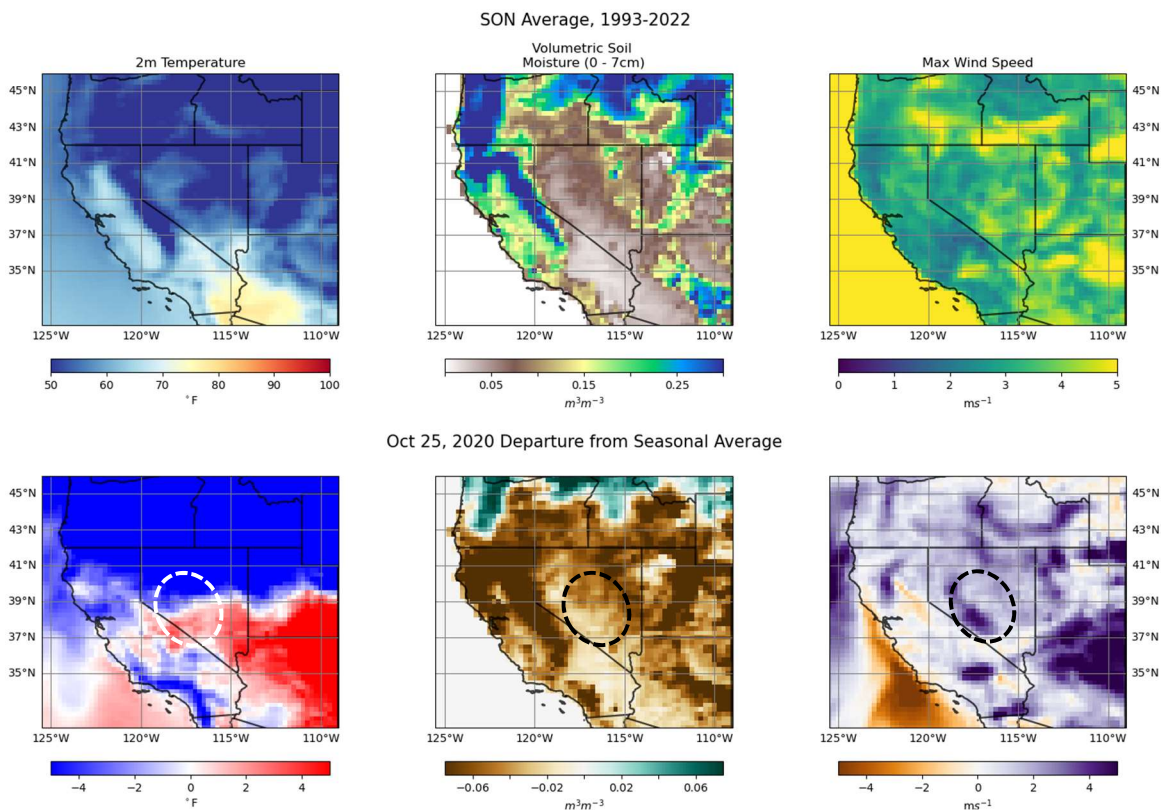 SON Average, 1993-2022
2m Temperature
Volumetric Soil
Moisture (0 - 7cm)
Max Wind Speed
45°N
43°N
41°N
39°N
37°N
35°N
125°W 120°W 115°W 110°W
45°N
43°N
41°N
39°N
37°N
35°N
125°W 120°W 115°W 110°W
125°W 120°W 115°W 110°W
50 60 70 80 90 100
°F
0.05 0.15 0.25
m³m⁻³
0 1 2 3 4 5
ms⁻¹
Oct 25, 2020 Departure from Seasonal Average
45°N
43°N
41°N
39°N
37°N
35°N
125°W 120°W 115°W 110°W
45°N
43°N
41°N
39°N
37°N
35°N
125°W 120°W 115°W 110°W
125°W 120°W 115°W 110°W
−4 −2 0 2 4
°F
−0.06 −0.02 0.02 0.06
m³m⁻³
−4 −2 0 2 4
ms⁻¹